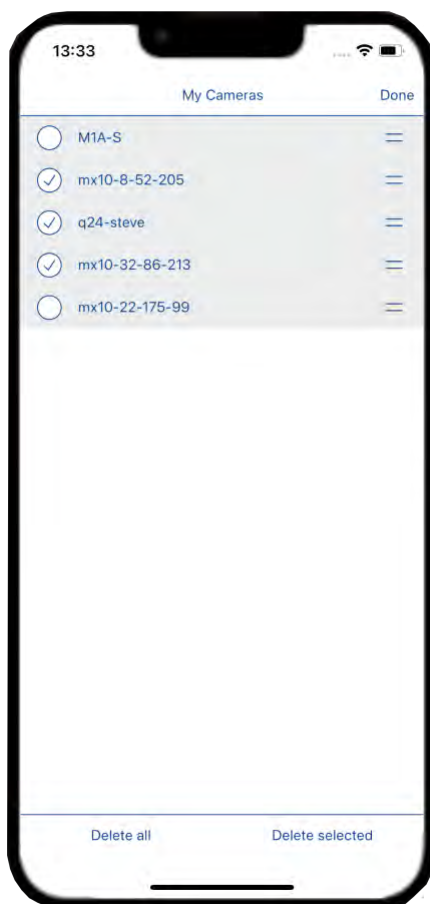 13:33
My Cameras Done
M1A-S
mx10-8-52-205
q24-steve
mx10-32-86-213
mx10-22-175-99
Delete all Delete selected